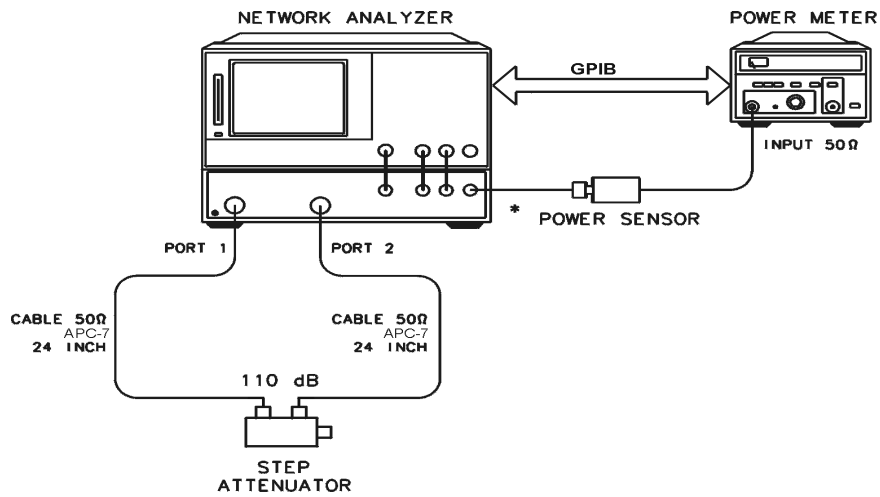 NETWORK ANALYZER
POWER METER
GPIB
INPUT 50Ω
*
POWER SENSOR
PORT 1
PORT 2
CABLE 50Ω
APC-7
24 INCH
CABLE 50Ω
APC-7
24 INCH
110 dB
STEP
ATTENUATOR